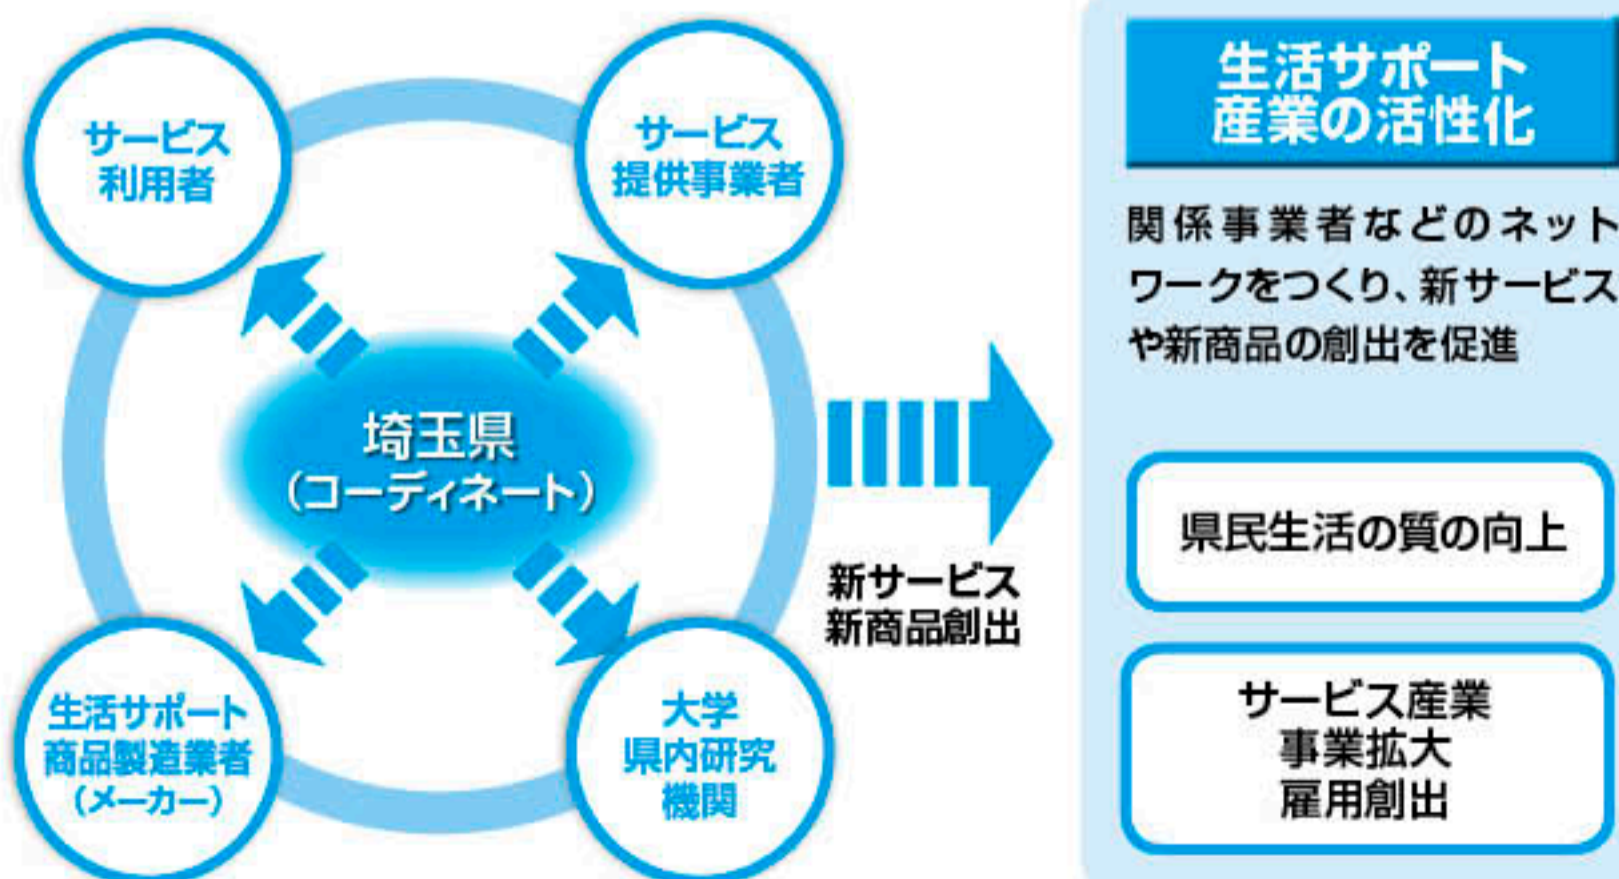 サービス
利用者
サービス
提供事業者
埼玉県
（コーディネート）
生活サポート
商品製造業者
（メーカー）
大学
県内研究
機関
新サービス
新商品創出
生活サポート
産業の活性化
関係事業者などのネット
ワークをつくり、新サービス
や新商品の創出を促進
県民生活の質の向上
サービス産業
事業拡大
雇用創出